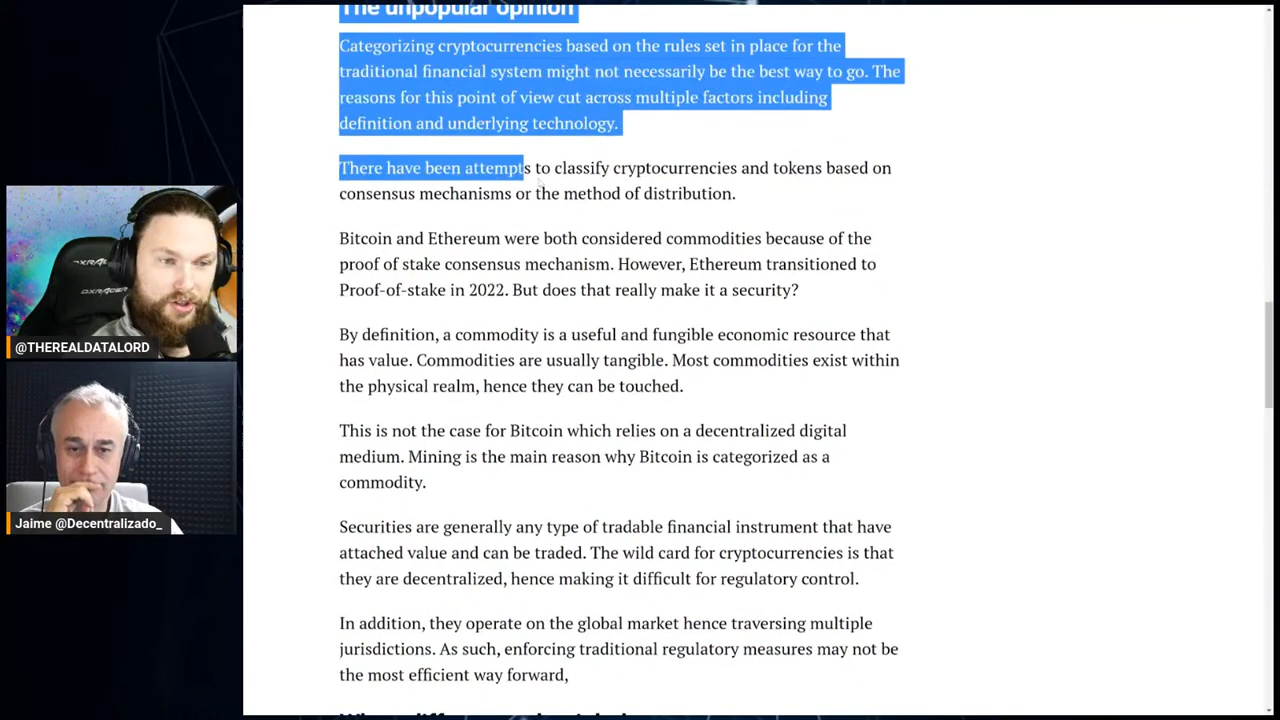 The unpopular opinion
Categorizing cryptocurrencies based on the rules set in place for the
traditional financial system might not necessarily be the best way to go. The
reasons for this point of view cut across multiple factors including
definition and underlying technology.
There have been attempts to classify cryptocurrencies and tokens based on
consensus mechanisms or the method of distribution.
Bitcoin and Ethereum were both considered commodities because of the
proof of stake consensus mechanism. However, Ethereum transitioned to
Proof-of-stake in 2022. But does that really make it a security?
By definition, a commodity is a useful and fungible economic resource that
has value. Commodities are usually tangible. Most commodities exist within
the physical realm, hence they can be touched.
This is not the case for Bitcoin which relies on a decentralized digital
medium. Mining is the main reason why Bitcoin is categorized as a
commodity.
Securities are generally any type of tradable financial instrument that have
attached value and can be traded. The wild card for cryptocurrencies is that
they are decentralized, hence making it difficult for regulatory control.
In addition, they operate on the global market hence traversing multiple
jurisdictions. As such, enforcing traditional regulatory measures may not be
the most efficient way forward,
DXRACER
@THEREALDATALORD
Jaime @Decentralizado_